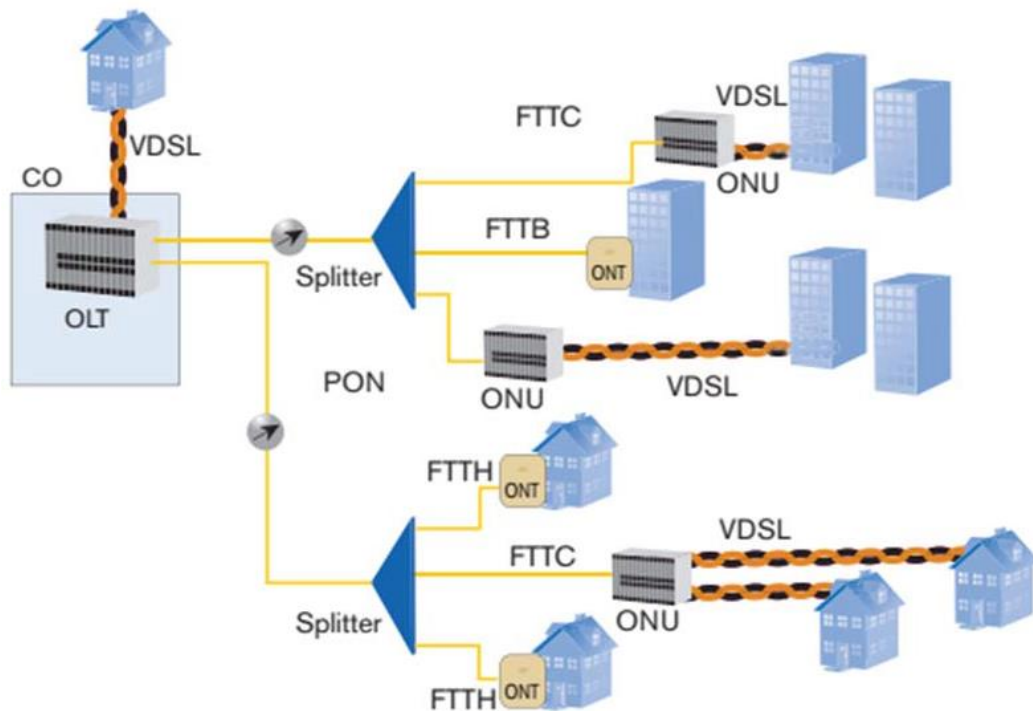 VDSL
CO
OLT
Splitter
FTTC
VDSL
ONU
FTTB
ONT
ONU
VDSL
PON
FTTH
ONT
Splitter
FTTC
VDSL
ONU
FTTH
ONT